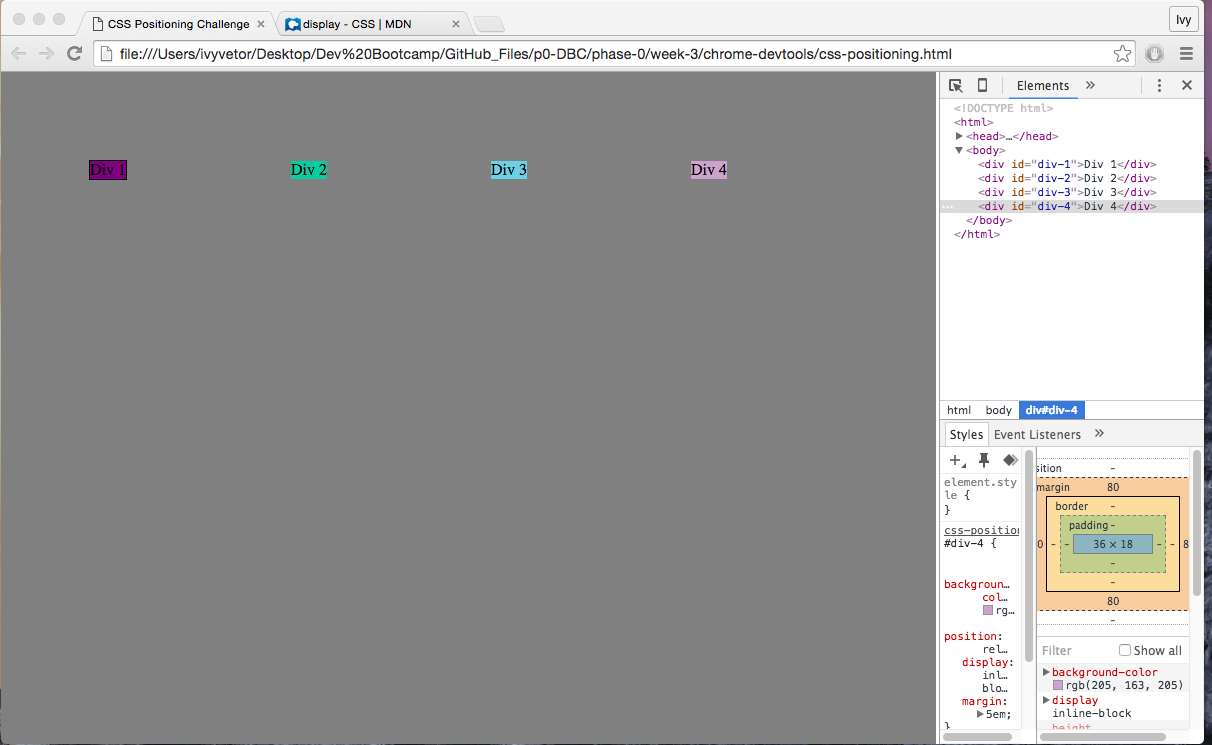 CSS Positioning Challenge × display - CSS | MDN × Ivy
file:///Users/ivyvetor/Desktop/Dev%20Bootcamp/GitHub_Files/p0-DBC/phase-0/week-3/chrome-devtools/css-positioning.html
Elements »
<!DOCTYPE html>
<html>
▶<head>…</head>
▼<body>
<div id="div-1">Div 1</div>
<div id="div-2">Div 2</div>
<div id="div-3">Div 3</div>
… <div id="div-4">Div 4</div>
</body>
</html>
Div 1 Div 2 Div 3 Div 4
html body div#div-4
Styles Event Listeners »
element.sty
le {
}
css-position
#div-4 {
backgroun…
col…
rg…
position:
rel…
display:
inl…
blo…
margin:
▶5em;
}
sition -
margin 80
border -
padding -
0 - - 36 × 18 - - 8
-
-
80
-
Filter Show all
▶background-color
rgb(205, 163, 205)
▶display
inline-block
height